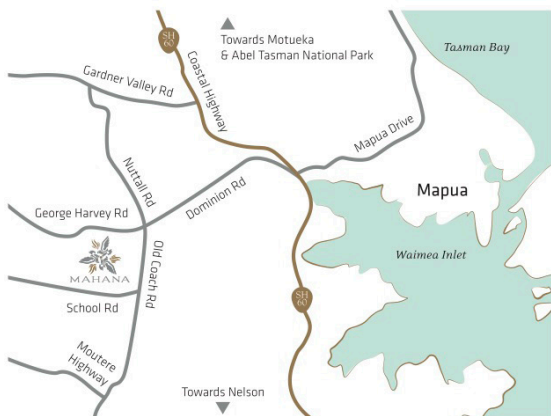 SH
60
Towards Motueka
& Abel Tasman National Park
Tasman Bay
Gardner Valley Rd
Coastal Highway
Mapua Drive
Nuttall Rd
Dominion Rd
Mapua
George Harvey Rd
Old Coach Rd
Waimea Inlet
MAHANA
SH
60
School Rd
Moutere
Highway
Towards Nelson